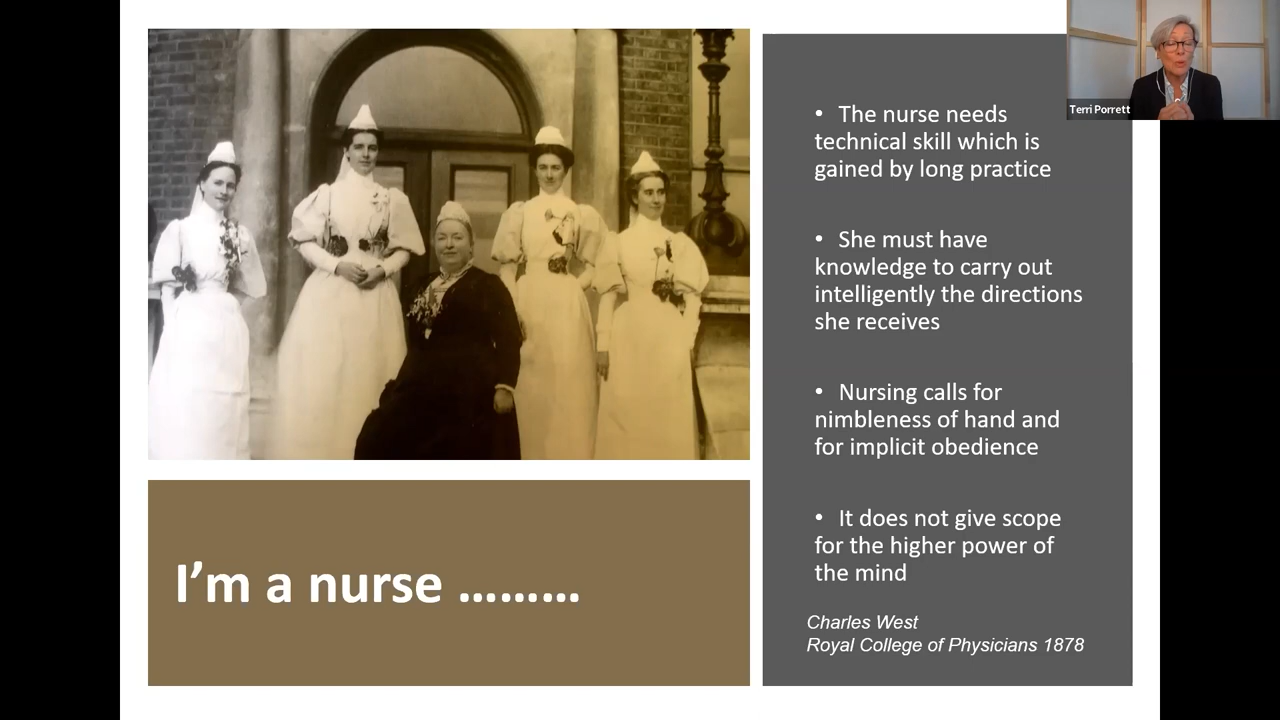 Terri Porrett
• The nurse needs
technical skill which is
gained by long practice
• She must have
knowledge to carry out
intelligently the directions
she receives
• Nursing calls for
nimbleness of hand and
for implicit obedience
• It does not give scope
for the higher power of
the mind
Charles West
Royal College of Physicians 1878
I’m a nurse ………